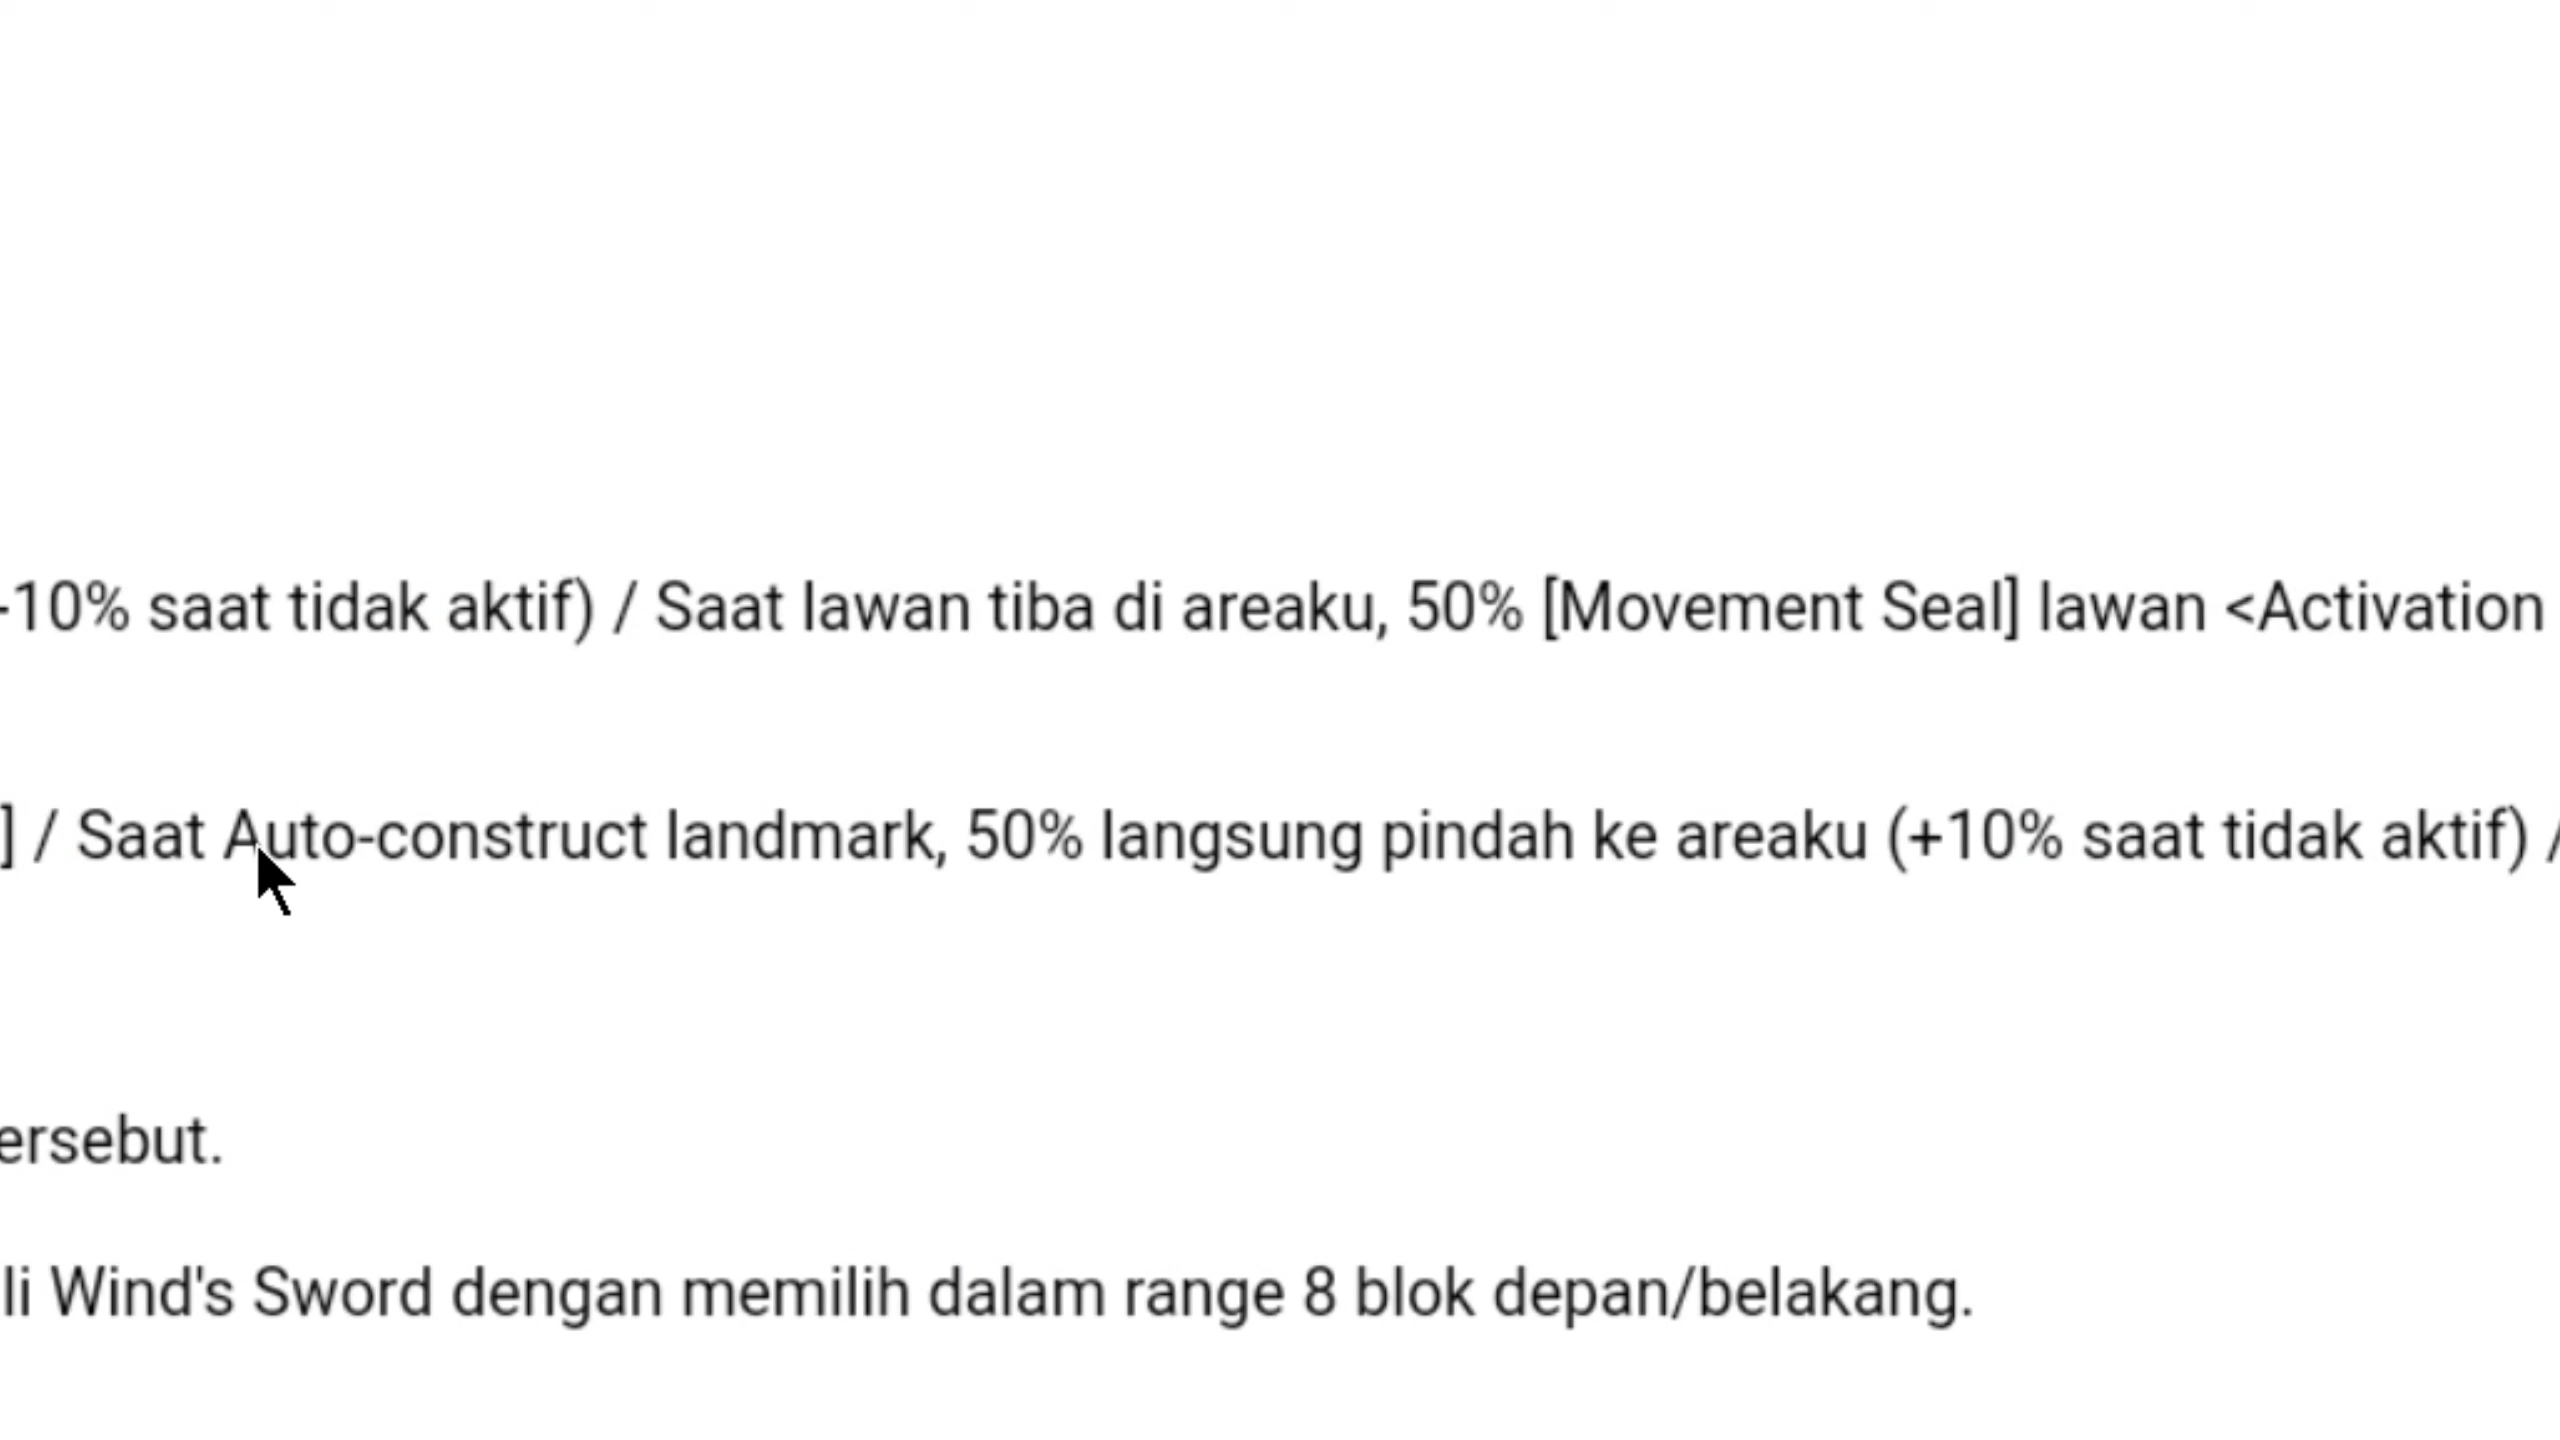 -10% saat tidak aktif) / Saat lawan tiba di areaku, 50% [Movement Seal] lawan <Activation
] / Saat Auto-construct landmark, 50% langsung pindah ke areaku (+10% saat tidak aktif) /
ersebut.
li Wind's Sword dengan memilih dalam range 8 blok depan/belakang.